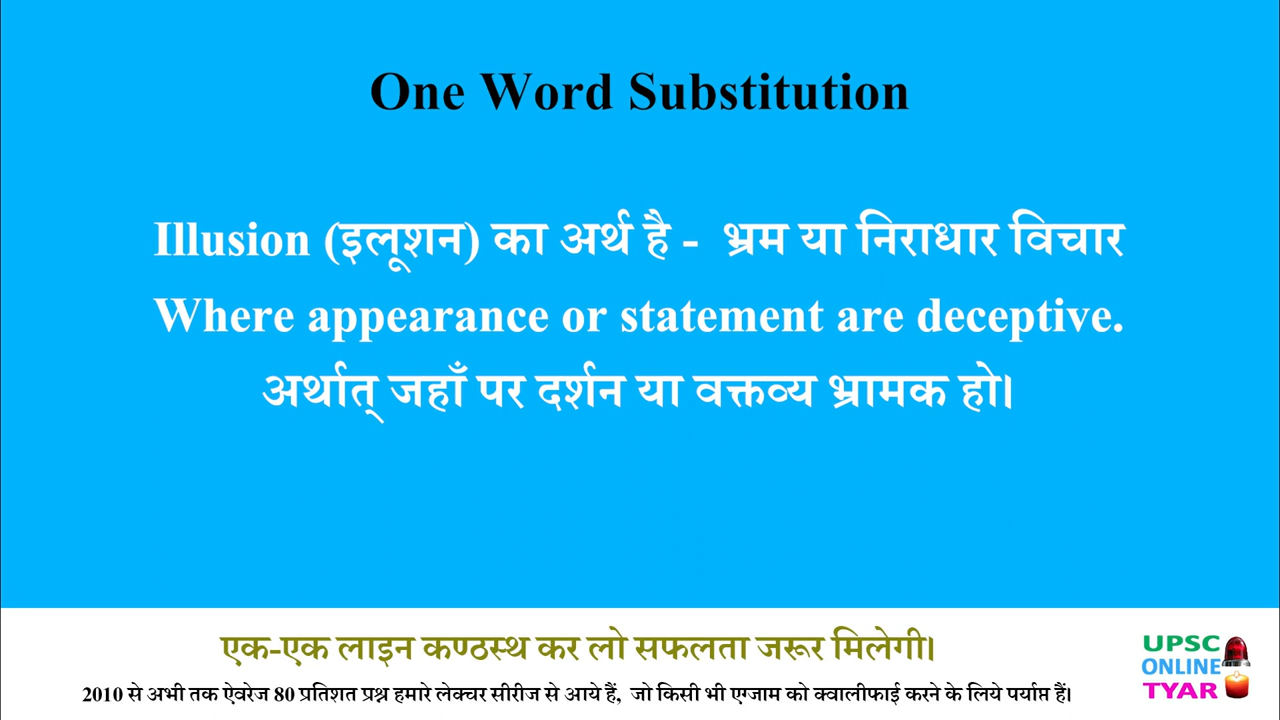 One Word Substitution
Illusion (इलूशन) का अर्थ है - भ्रम या निराधार विचार
Where appearance or statement are deceptive.
अर्थात् जहाँ पर दर्शन या वक्तव्य भ्रामक हो।
एक-एक लाइन कण्ठस्थ कर लो सफलता जरूर मिलेगी।
2010 से अभी तक ऐवरेज 80 प्रतिशत प्रश्न हमारे लेक्चर सीरीज से आये हैं, जो किसी भी एग्जाम को क्वालीफाई करने के लिये पर्याप्त हैं।
UPSC
ONLINE
TYAR